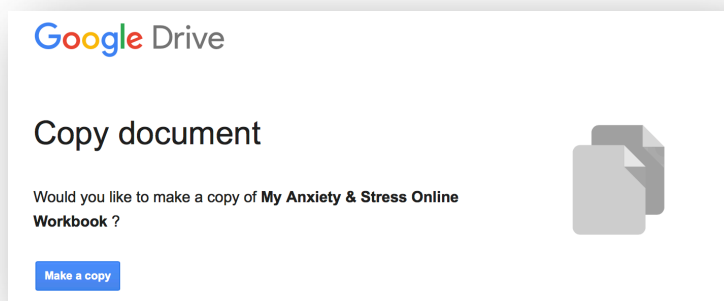 Google Drive
Copy document
Would you like to make a copy of My Anxiety & Stress Online
Workbook ?
Make a copy